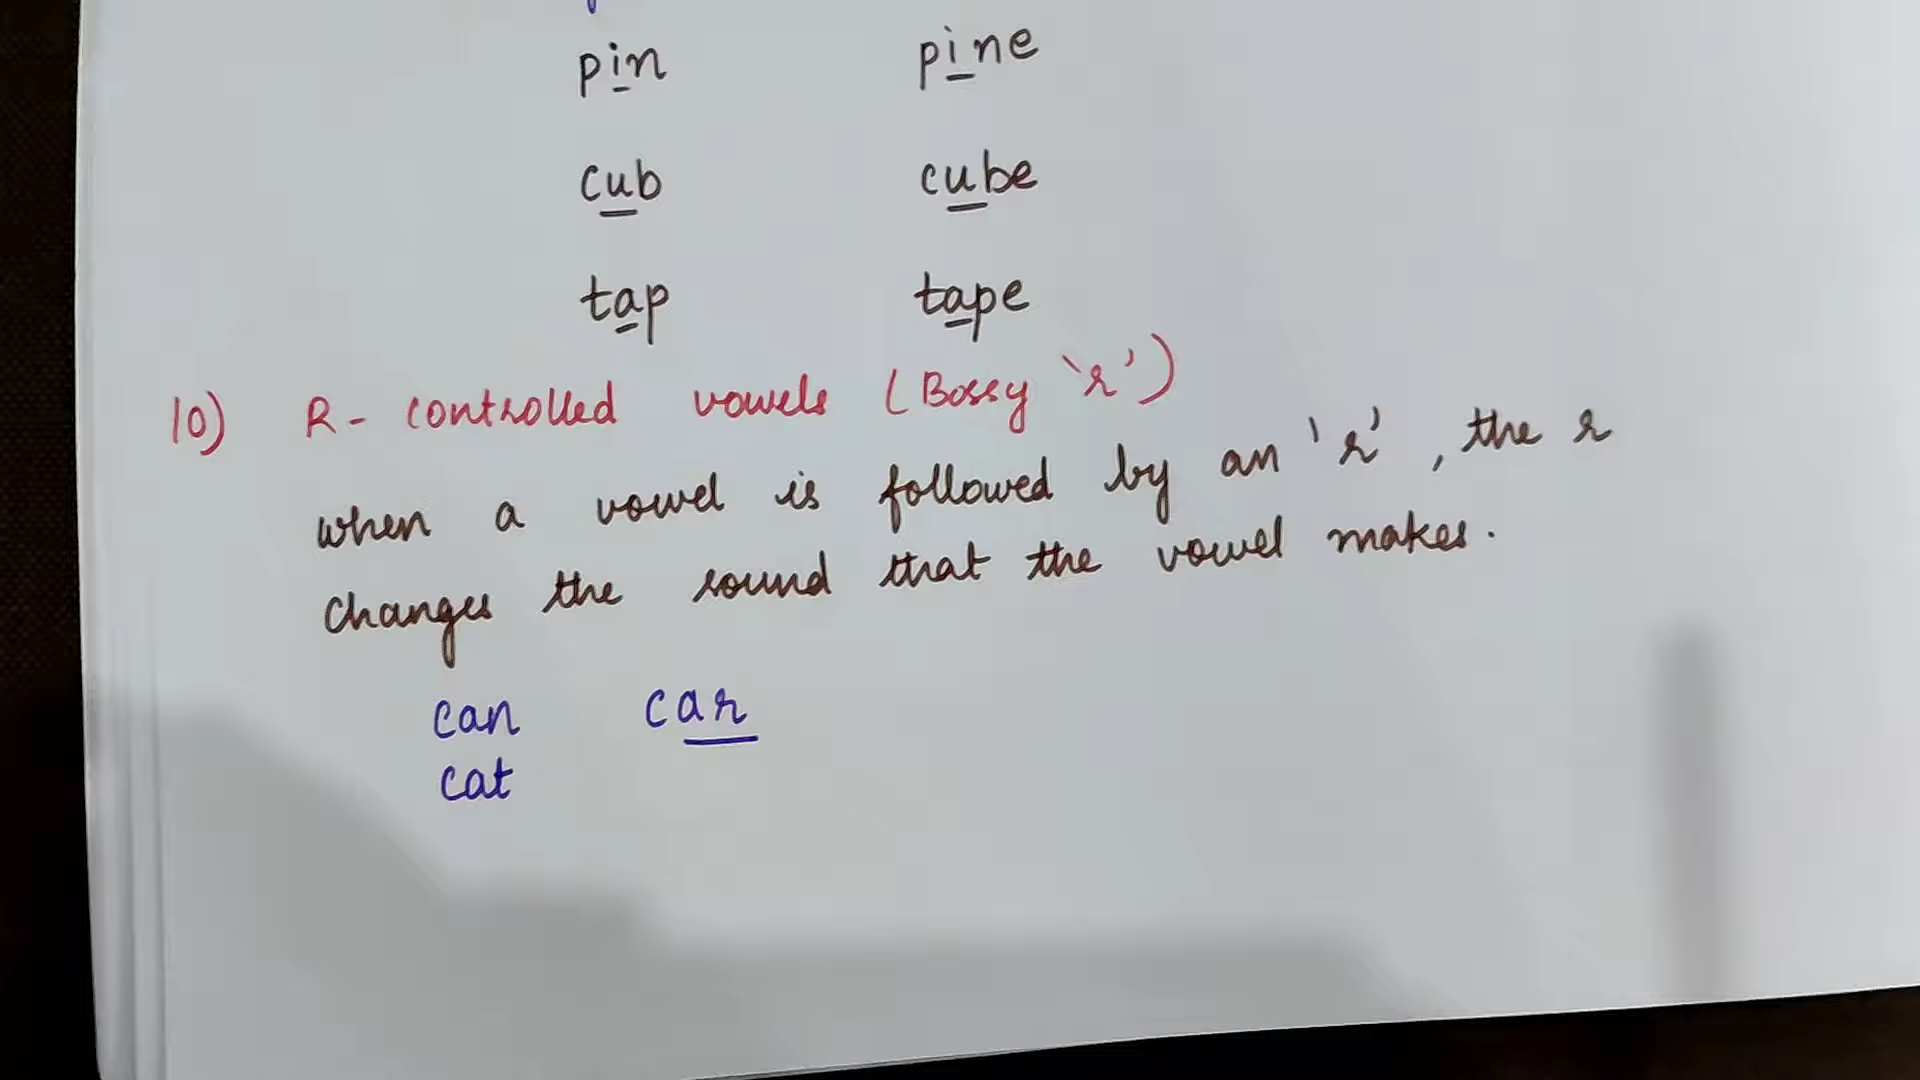 pin pine
cub cube
tap tape
10) R- controlled vowels (Bossy 'r')
when a vowel is followed by an 'r', the r
changes the sound that the vowel makes.
can car
cat